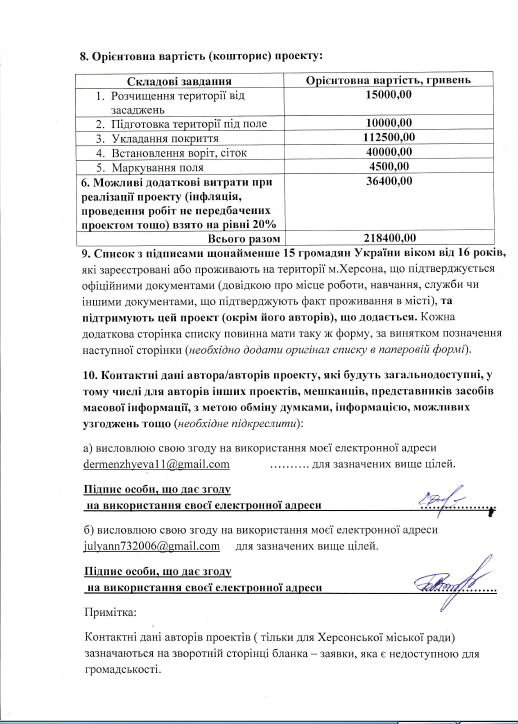 8. Орієнтовна вартість (кошторис) проекту:
Складові завдання Орієнтовна вартість, гривень
1. Розчищення території від 15000,00
засаджень
2. Підготовка території під поле 10000,00
3. Укладання покриття 112500,00
4. Встановлення воріт, сіток 40000,00
5. Маркування поля 4500,00
6. Можливі додаткові витрати при 36400,00
реалізації проекту (інфляція,
проведення робіт не передбачених
проектом тощо) взято на рівні 20%
Всього разом 218400,00
9. Список з підписами щонайменше 15 громадян України віком від 16 років,
які зареєстровані або проживають на території м.Херсона, що підтверджується
офіційними документами (довідкою про місце роботи, навчання, служби чи
іншими документами, що підтверджують факт проживання в місті), та
підтримують цей проект (окрім його авторів), що додається. Кожна
додаткова сторінка списку повинна мати таку ж форму, за винятком позначення
наступної сторінки (необхідно додати оригінал списку в паперовій формі).
10. Контактні дані автора/авторів проекту, які будуть загальнодоступні, у
тому числі для авторів інших проектів, мешканців, представників засобів
масової інформації, з метою обміну думками, інформацією, можливих
узгоджень тощо (необхідне підкреслити):
а) висловлюю свою згоду на використання моєї електронної адреси
dermenzhyeva11@gmail.com ………. для зазначених вище цілей.
Підпис особи, що дає згоду
на використання своєї електронної адреси ……………….
б) висловлюю свою згоду на використання моєї електронної адреси
julyann732006@gmail.com для зазначених вище цілей.
Підпис особи, що дає згоду
на використання своєї електронної адреси ……………….
Примітка:
Контактні дані авторів проектів ( тільки для Херсонської міської ради)
зазначаються на зворотній сторінці бланка – заявки, яка є недоступною для
громадськості.